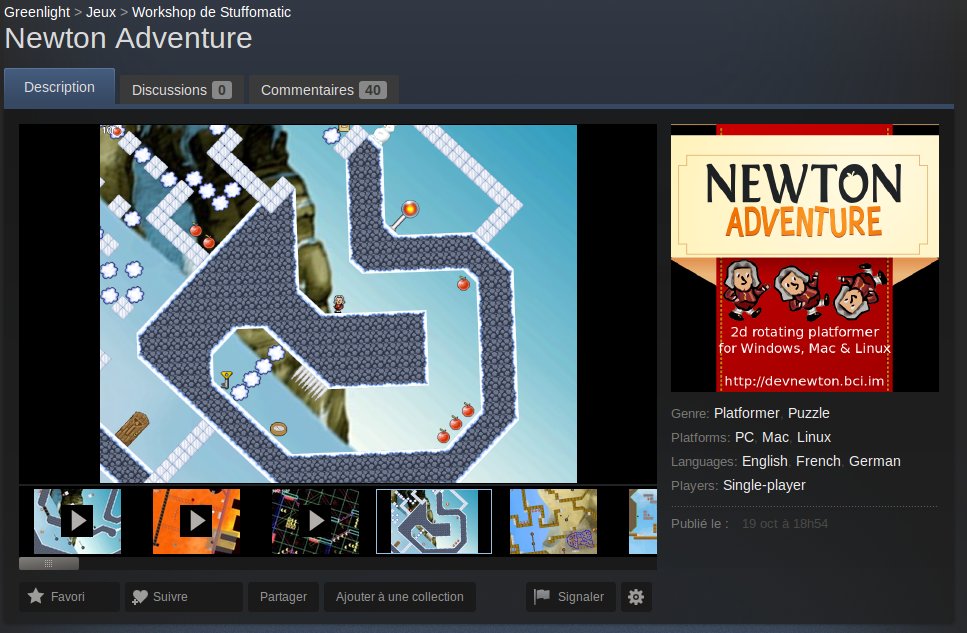 Greenlight > Jeux > Workshop de Stuffomatic
Newton Adventure
Description
Discussions 0
Commentaires 40
NEWTON
ADVENTURE
2d rotating platformer
for Windows, Mac & Linux
http://devnewton.bci.im
Genre: Platformer, Puzzle
Platforms: PC, Mac, Linux
Languages: English, French, German
Players: Single-player
Publié le : 19 oct à 18h54
Favori
Suivre
Partager
Ajouter à une collection
Signaler